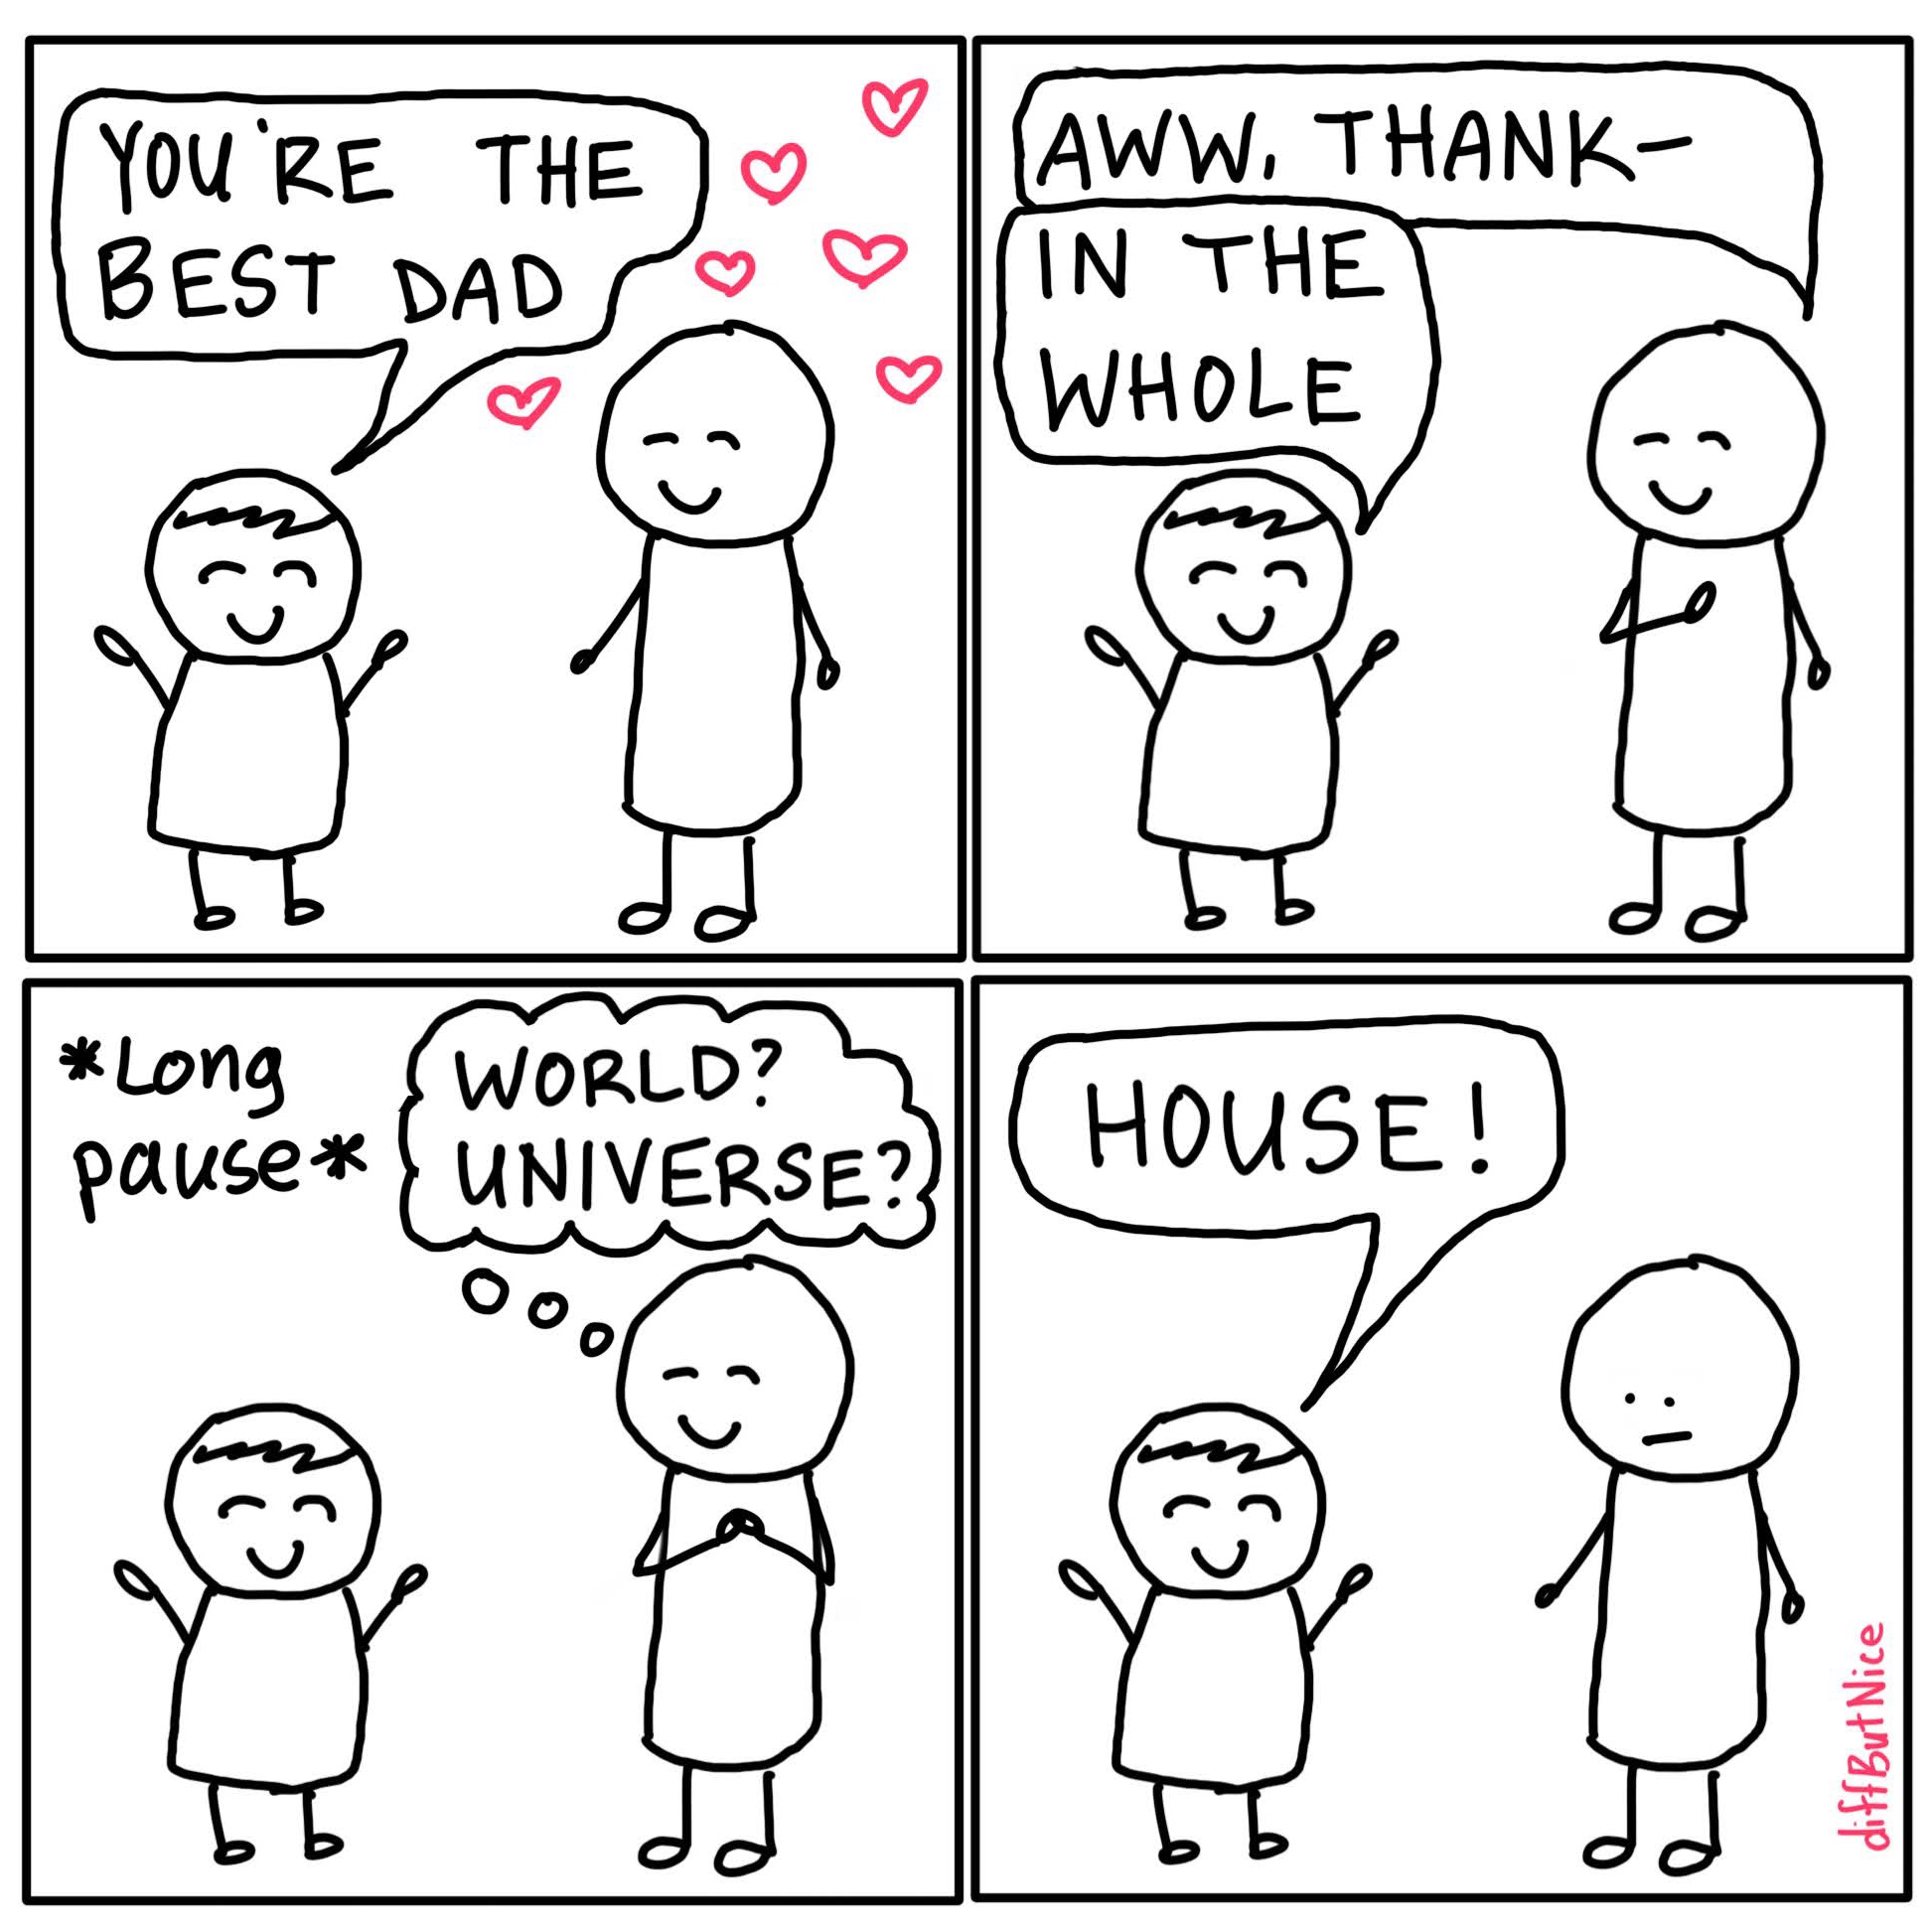 YOU'RE THE
BEST DAD
AWW, THANK-
IN THE
WHOLE
*Long
pause*
WORLD?
UNIVERSE?
HOUSE!
diffButNice